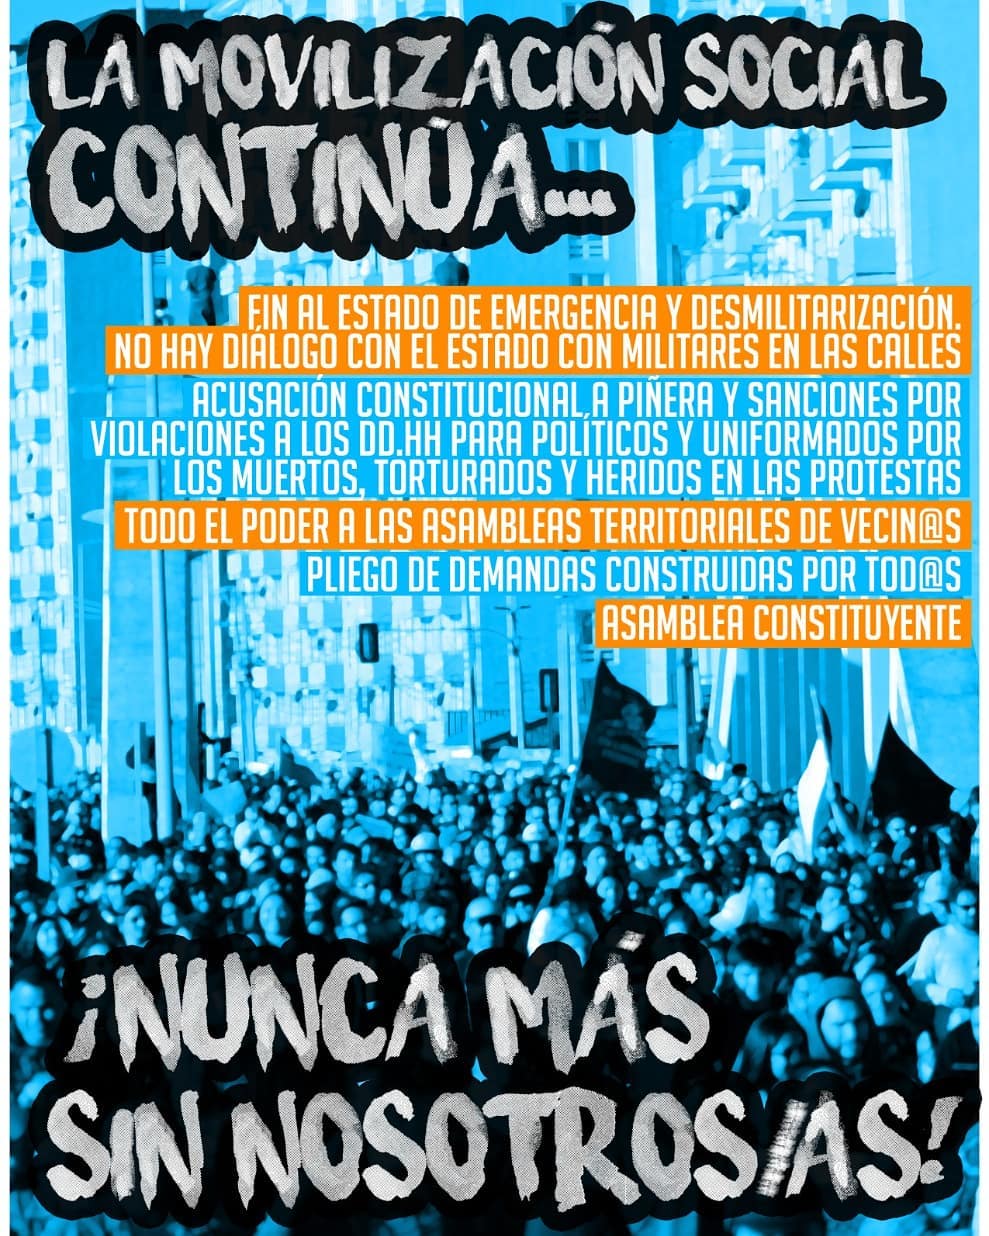 LA MOVILIZACIÓN SOCIAL
CONTINÚA...
FIN AL ESTADO DE EMERGENCIA Y DESMILITARIZACIÓN.
NO HAY DIÁLOGO CON EL ESTADO CON MILITARES EN LAS CALLES
ACUSACIÓN CONSTITUCIONAL A PIÑERA Y SANCIONES POR
VIOLACIONES A LOS DD.HH PARA POLÍTICOS Y UNIFORMADOS POR
LOS MUERTOS, TORTURADOS Y HERIDOS EN LAS PROTESTAS
TODO EL PODER A LAS ASAMBLEAS TERRITORIALES DE VECIN@S
PLIEGO DE DEMANDAS CONSTRUIDAS POR TOD@S
ASAMBLEA CONSTITUYENTE
¡NUNCA MÁS
SIN NOSOTROS/AS!